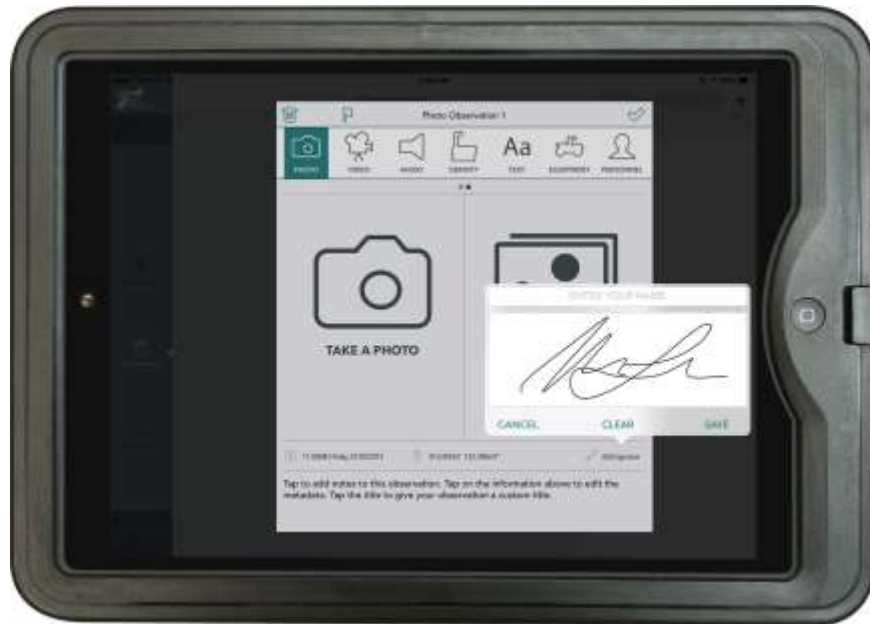 Photo Observation 1
PHOTO VIDEO AUDIO DENSITY Aa TEXT EQUIPMENT PERSONNEL
TAKE A PHOTO
ENTER YOUR NAME
CANCEL CLEAR SAVE
Tap to add notes to this observation. Tap on the information above to edit the
metadata. Tap the title to give your observation a custom title.